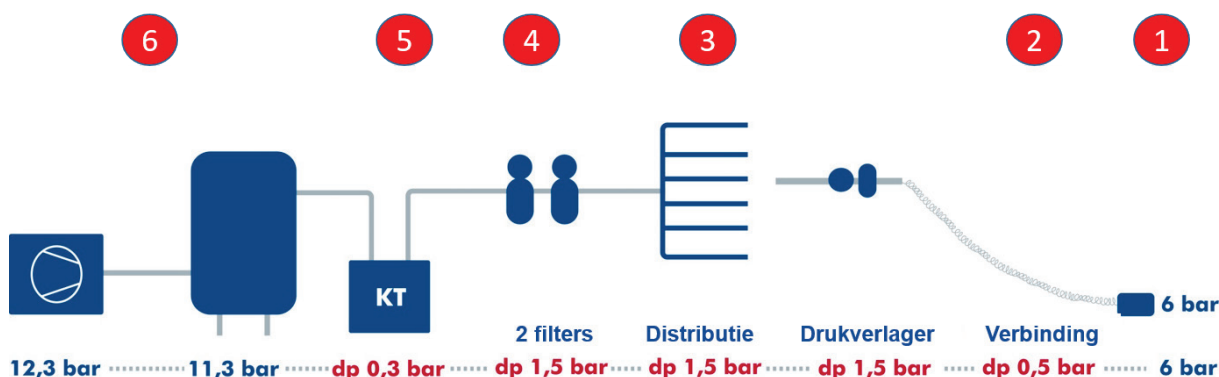 6 5 4 3 2 1
KT
6 bar
2 filters Distributie Drukverlager Verbinding
12,3 bar 11,3 bar dp 0,3 bar dp 1,5 bar dp 1,5 bar dp 1,5 bar dp 0,5 bar 6 bar